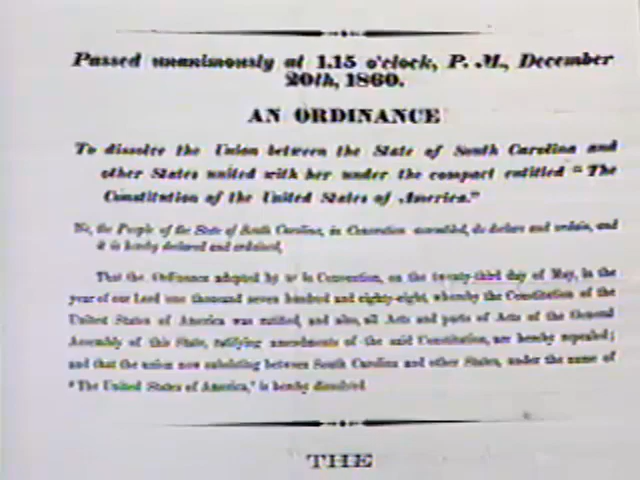 Passed unanimously at 1.15 o'clock, P. M., December
20th, 1860.
AN ORDINANCE
To dissolve the Union between the State of South Carolina and
other States united with her under the compact entitled "The
Constitution of the United States of America."
We, the People of the State of South Carolina, in Convention assembled, do declare and ordain, and
it is hereby declared and ordained,
That the Ordinance adopted by us in Convention, on the twenty-third day of May, in the
year of our Lord one thousand seven hundred and eighty-eight, whereby the Constitution of the
United States of America was ratified, and also, all Acts and parts of Acts of the General
Assembly of this State, ratifying amendments of the said Constitution, are hereby repealed;
and that the union now subsisting between South Carolina and other States, under the name of
"The United States of America," is hereby dissolved.
THE